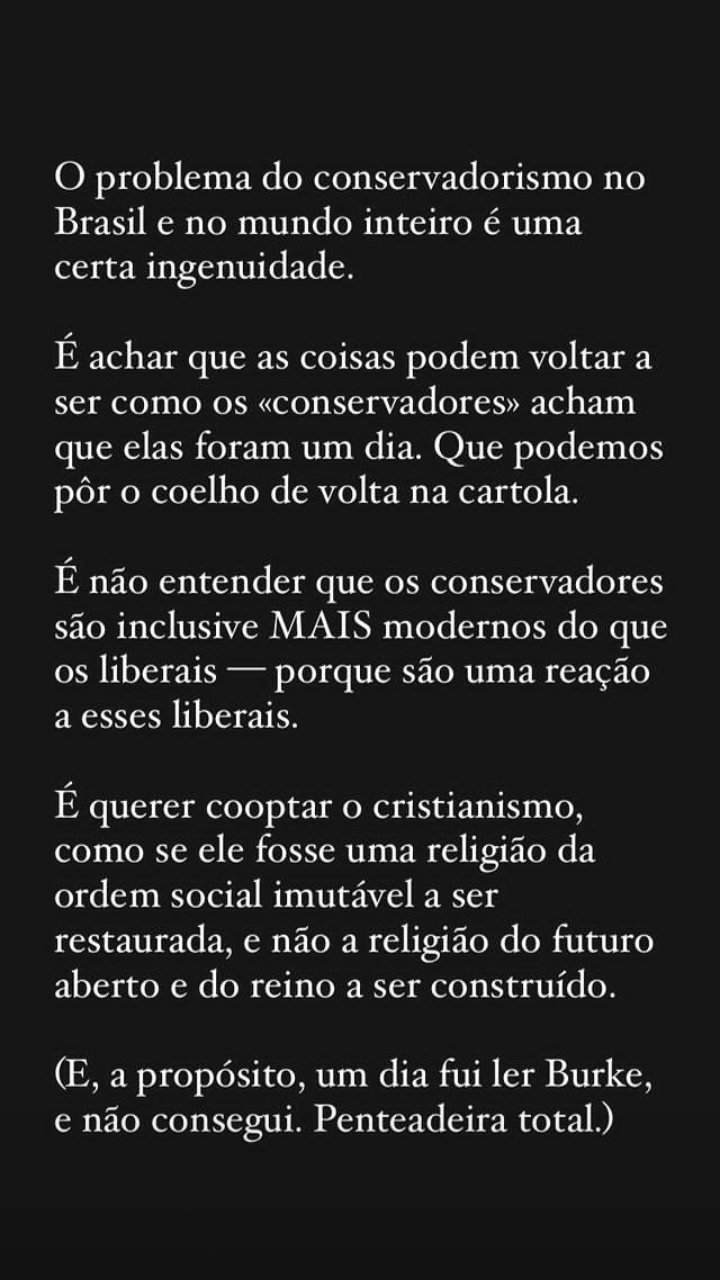 O problema do conservadorismo no
Brasil e no mundo inteiro é uma
certa ingenuidade.
É achar que as coisas podem voltar a
ser como os «conservadores» acham
que elas foram um dia. Que podemos
pôr o coelho de volta na cartola.
É não entender que os conservadores
são inclusive MAIS modernos do que
os liberais — porque são uma reação
a esses liberais.
É querer cooptar o cristianismo,
como se ele fosse uma religião da
ordem social imutável a ser
restaurada, e não a religião do futuro
aberto e do reino a ser construído.
(E, a propósito, um dia fui ler Burke,
e não consegui. Penteadeira total.)